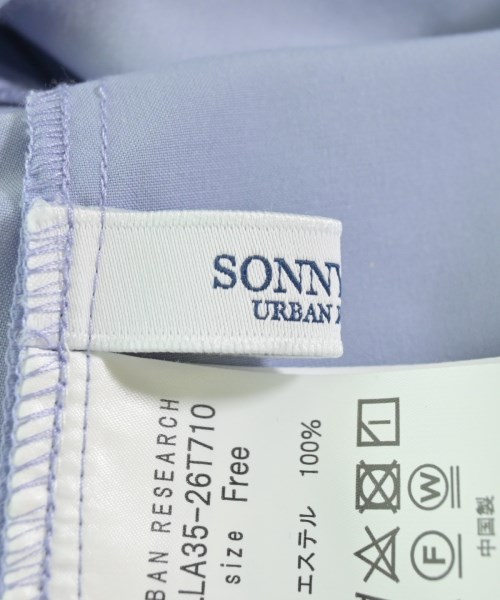 SONNY
URBAN
BAN RESEARCH
LA35-26T710
size Free
エステル 100%
W
F
中国製